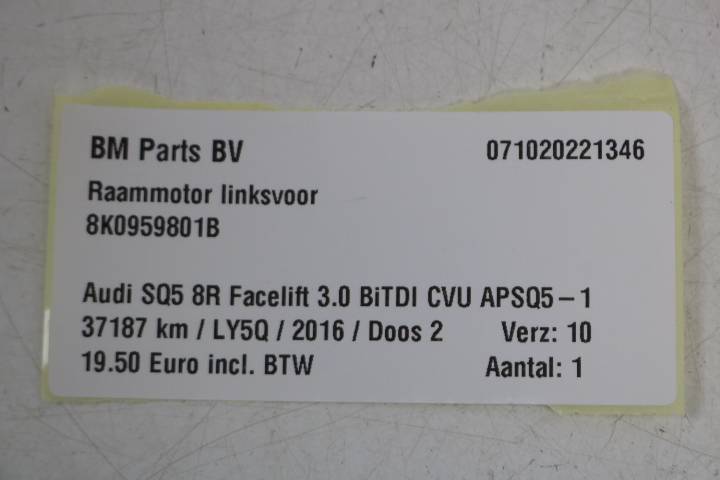 BM Parts BV 071020221346
Raammotor linksvoor
8K0959801B
Audi SQ5 8R Facelift 3.0 BiTDI CVU APSQ5-1
37187 km / LY5Q / 2016 / Doos 2 Verz: 10
19.50 Euro incl. BTW Aantal: 1